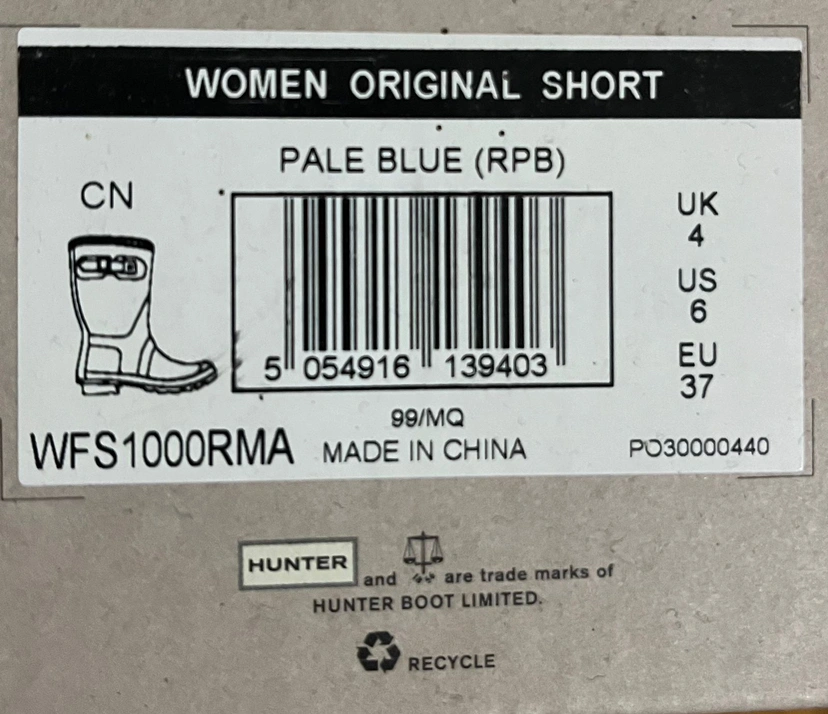 WOMEN ORIGINAL SHORT
PALE BLUE (RPB)
CN
UK
4
US
6
EU
37
5 054916 139403
99/MQ
WFS1000RMA MADE IN CHINA PO30000440
HUNTER and are trade marks of
HUNTER BOOT LIMITED.
RECYCLE